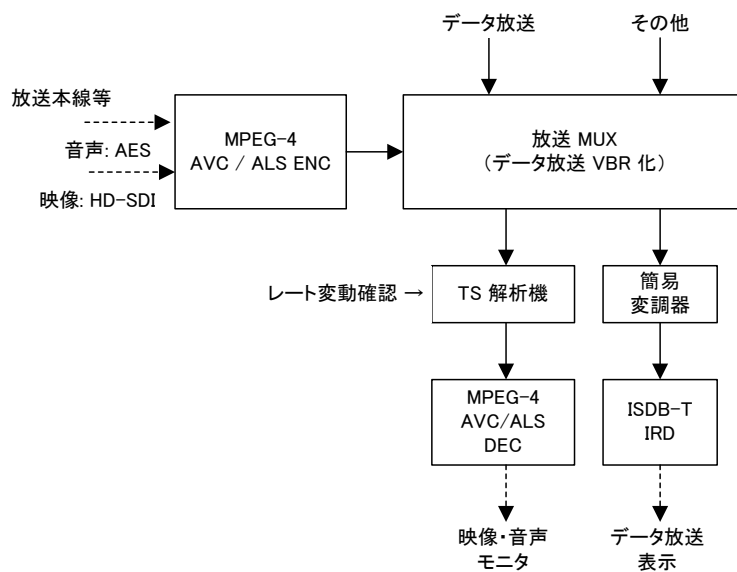 データ放送
その他
放送本線等
音声: AES
映像: HD-SDI
MPEG-4
AVC / ALS ENC
放送 MUX
（データ放送 VBR 化）
レート変動確認 →
TS 解析機
簡易
変調器
MPEG-4
AVC/ALS
DEC
ISDB-T
IRD
映像・音声
モニタ
データ放送
表示